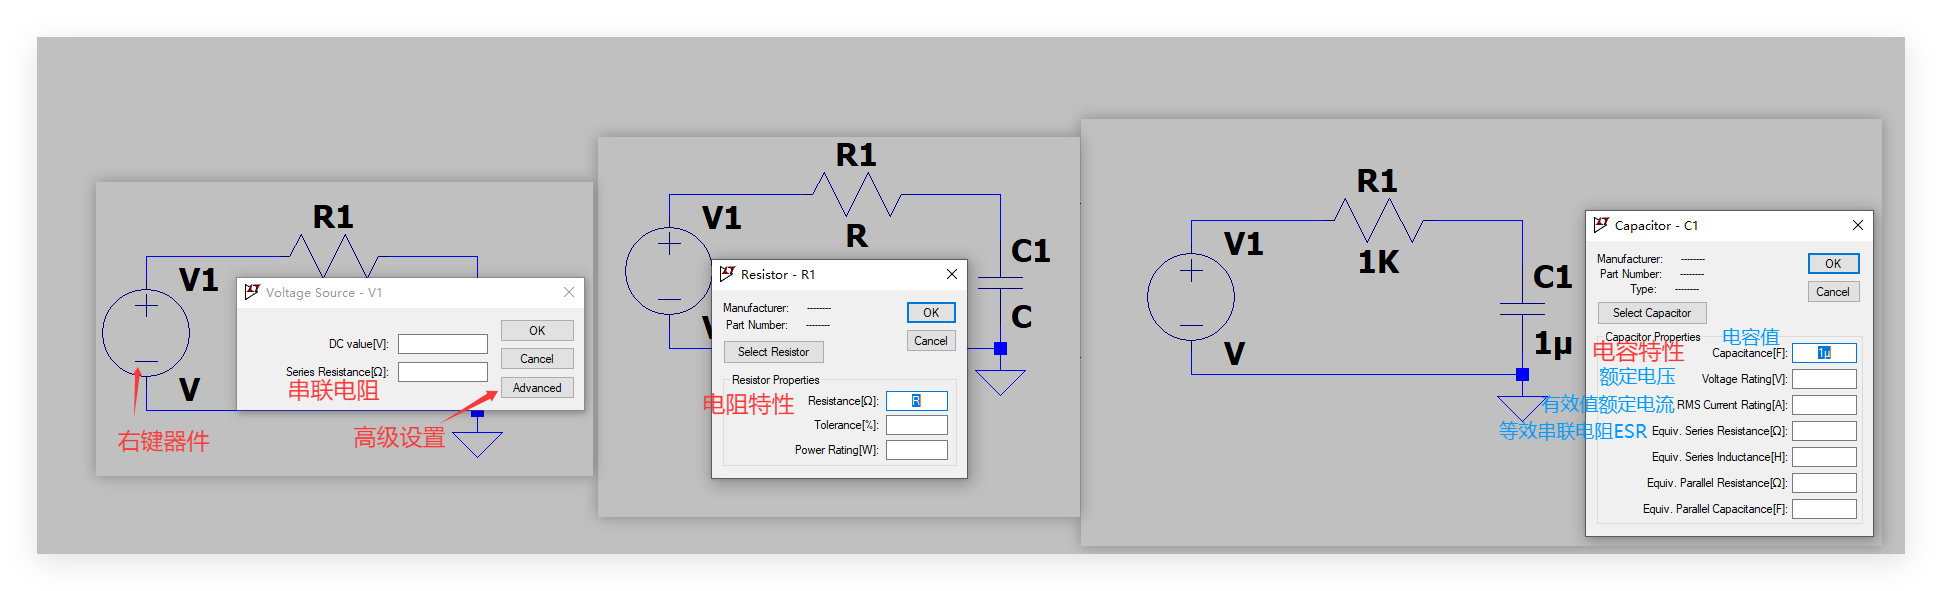 R1
V1
V
Voltage Source - V1
DC value[V]:
Series Resistance[Ω]:
串联电阻
OK
Cancel
Advanced
右键器件
高级设置
R1
V1
R
C1
C
Resistor - R1
Manufacturer: --------
Part Number: --------
OK
Cancel
Select Resistor
Resistor Properties
电阻特性
Resistance[Ω]: R
Tolerance[%]:
Power Rating[W]:
R1
V1
1K
C1
1µ
V
Capacitor - C1
Manufacturer: --------
Part Number: --------
Type: --------
OK
Cancel
Select Capacitor
Capacitor Properties
电容值
电容特性
Capacitance[F]: 1µ
额定电压 Voltage Rating[V]:
有效值额定电流 RMS Current Rating[A]:
等效串联电阻ESR Equiv. Series Resistance[Ω]:
Equiv. Series Inductance[H]:
Equiv. Parallel Resistance[Ω]:
Equiv. Parallel Capacitance[F]: